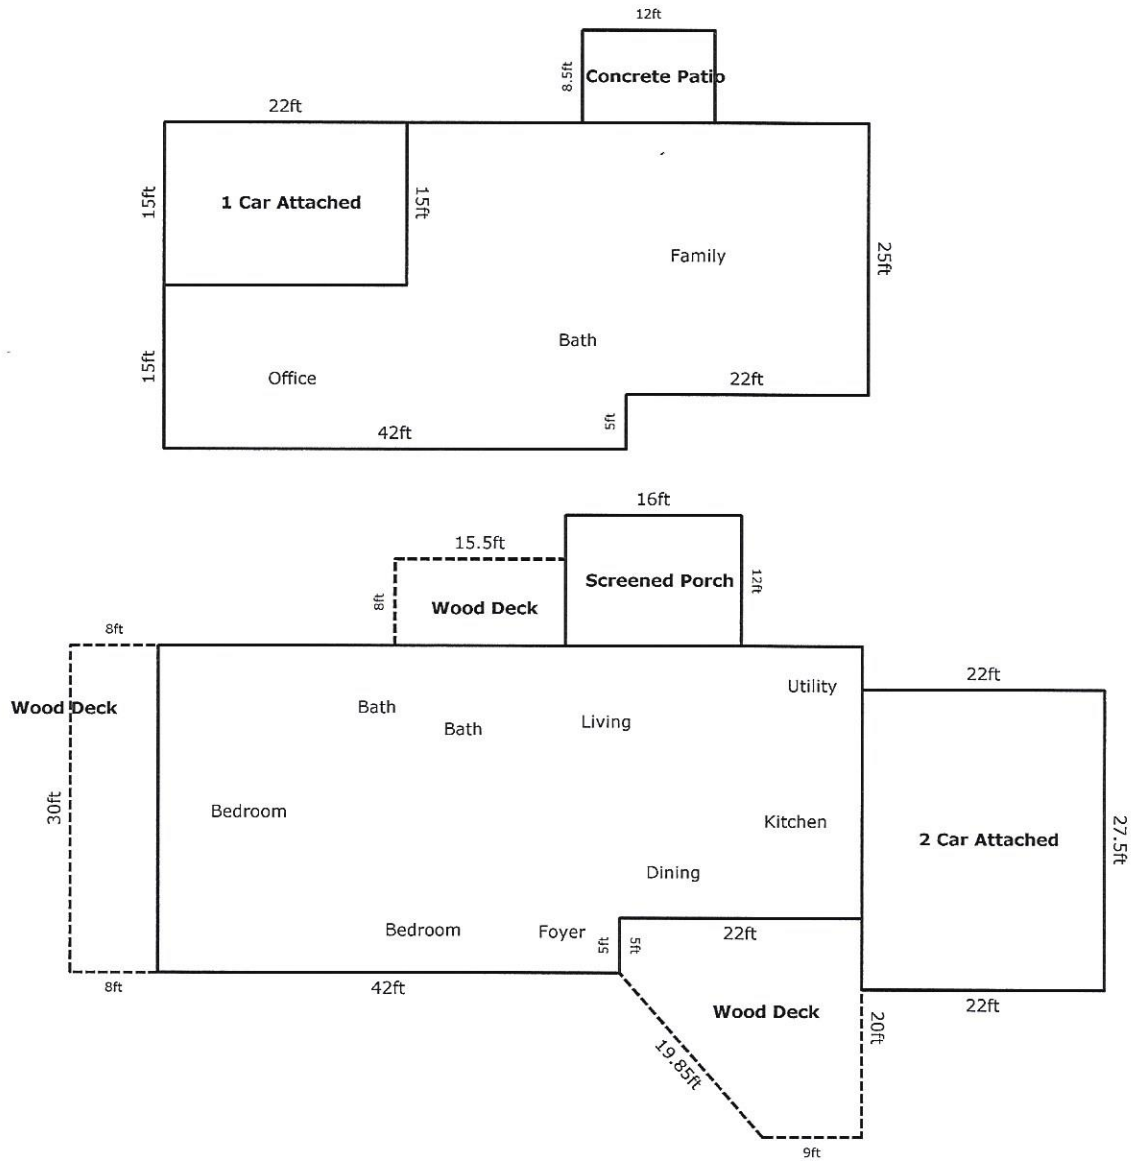 12ft
8.5ft
Concrete Patio
22ft
15ft
1 Car Attached
15ft
Family
25ft
Bath
15ft
Office
22ft
5ft
42ft
16ft
15.5ft
Screened Porch
12ft
8ft
Wood Deck
8ft
Wood Deck
Bath
Bath
Living
Utility
22ft
30ft
Bedroom
Kitchen
2 Car Attached
27.5ft
Dining
Bedroom
Foyer
5ft
5ft
22ft
8ft
42ft
Wood Deck
20ft
22ft
19.85ft
9ft